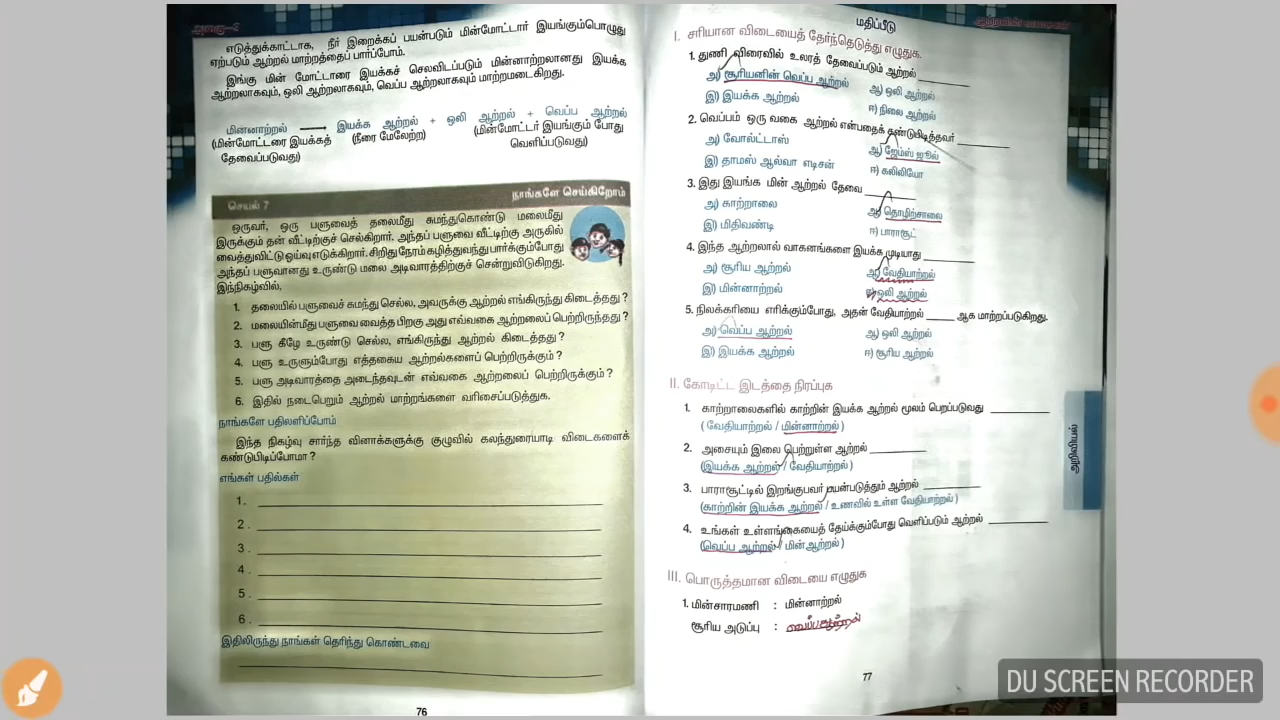 அலகு-2
எடுத்துக்காட்டாக, நீர் இறைக்கப் பயன்படும் மின்மோட்டார் இயங்கும்பொழுது
ஏற்படும் ஆற்றல் மாற்றத்தைப் பார்ப்போம்.
இங்கு மின் மோட்டாரை இயக்கச் செலவிடப்படும் மின்னாற்றலானது இயக்க
ஆற்றலாகவும், ஒலி ஆற்றலாகவும், வெப்ப ஆற்றலாகவும் மாற்றமடைகிறது.
மின்னாற்றல் → இயக்க ஆற்றல் + ஒலி ஆற்றல் + வெப்ப ஆற்றல்
(மின்மோட்டரை இயக்கத் (நீரை மேலேற்ற) (மின்மோட்டர் இயங்கும் போது
தேவைப்படுவது) வெளிப்படுவது)
செயல் 7 நாங்களே செய்கிறோம்
ஒருவர், ஒரு பளுவைத் தலைமீது சுமந்துகொண்டு மலைமீது
இருக்கும் தன் வீட்டிற்குச் செல்கிறார். அந்தப் பளுவை வீட்டிற்கு அருகில்
வைத்துவிட்டு ஓய்வு எடுக்கிறார். சிறிது நேரம் கழித்துவந்து பார்க்கும்போது
அந்தப் பளுவானது உருண்டு மலை அடிவாரத்திற்குச் சென்றுவிடுகிறது.
இந்நிகழ்வில்,
1. தலையில் பளுவைச் சுமந்து செல்ல, அவருக்கு ஆற்றல் எங்கிருந்து கிடைத்தது ?
2. மலையின்மீது பளுவை வைத்த பிறகு அது எவ்வகை ஆற்றலைப் பெற்றிருந்தது ?
3. பளு கீழே உருண்டு செல்ல, எங்கிருந்து ஆற்றல் கிடைத்தது ?
4. பளு உருளும்போது எத்தகைய ஆற்றல்களைப் பெற்றிருக்கும் ?
5. பளு அடிவாரத்தை அடைந்தவுடன் எவ்வகை ஆற்றலைப் பெற்றிருக்கும் ?
6. இதில் நடைபெறும் ஆற்றல் மாற்றங்களை வரிசைப்படுத்துக.
நாங்களே பதிலளிப்போம்
இந்த நிகழ்வு சார்ந்த வினாக்களுக்கு குழுவில் கலந்துரையாடி விடைகளைக்
கண்டுபிடிப்போமா ?
எங்கள் பதில்கள்
1.
2.
3.
4.
5.
6.
இதிலிருந்து நாங்கள் தெரிந்து கொண்டவை
76
மதிப்பீடு
I. சரியான விடையைத் தேர்ந்தெடுத்து எழுதுக.
1. துணி விரைவில் உலரத் தேவைப்படும் ஆற்றல் ________
அ) சூரியனின் வெப்ப ஆற்றல் ஆ) ஒலி ஆற்றல்
இ) இயக்க ஆற்றல் ஈ) நிலை ஆற்றல்
2. வெப்பம் ஒரு வகை ஆற்றல் என்பதைக் கண்டுபிடித்தவர் ________
அ) வோல்ட்டாஸ் ஆ) ஜேம்ஸ் ஜூல்
இ) தாமஸ் ஆல்வா எடிசன் ஈ) கலிலியோ
3. இது இயங்க மின் ஆற்றல் தேவை ________
அ) காற்றாலை ஆ) தொழிற்சாலை
இ) மிதிவண்டி ஈ) பாராசூட்
4. இந்த ஆற்றலால் வாகனங்களை இயக்க முடியாது ________
அ) சூரிய ஆற்றல் ஆ) வேதியாற்றல்
இ) மின்னாற்றல் ஈ) ஒலி ஆற்றல்
5. நிலக்கரியை எரிக்கும்போது, அதன் வேதியாற்றல் ____ ஆக மாற்றப்படுகிறது.
அ) வெப்ப ஆற்றல் ஆ) ஒலி ஆற்றல்
இ) இயக்க ஆற்றல் ஈ) சூரிய ஆற்றல்
II. கோடிட்ட இடத்தை நிரப்புக
1. காற்றாலைகளில் காற்றின் இயக்க ஆற்றல் மூலம் பெறப்படுவது ________
( வேதியாற்றல் / மின்னாற்றல் )
2. அசையும் இலை பெற்றுள்ள ஆற்றல் ________
(இயக்க ஆற்றல் / வேதியாற்றல் )
3. பாராசூட்டில் இறங்குபவர் பயன்படுத்தும் ஆற்றல் ________
(காற்றின் இயக்க ஆற்றல் / உணவில் உள்ள வேதியாற்றல் )
4. உங்கள் உள்ளங்கையைத் தேய்க்கும்போது வெளிப்படும் ஆற்றல் ________
(வெப்ப ஆற்றல் / மின் ஆற்றல் )
III. பொருத்தமான விடையை எழுதுக
1. மின்சாரமணி : மின்னாற்றல்
சூரிய அடுப்பு : வெப்ப ஆற்றல்
77
அறிவியல்
DU SCREEN RECORDER